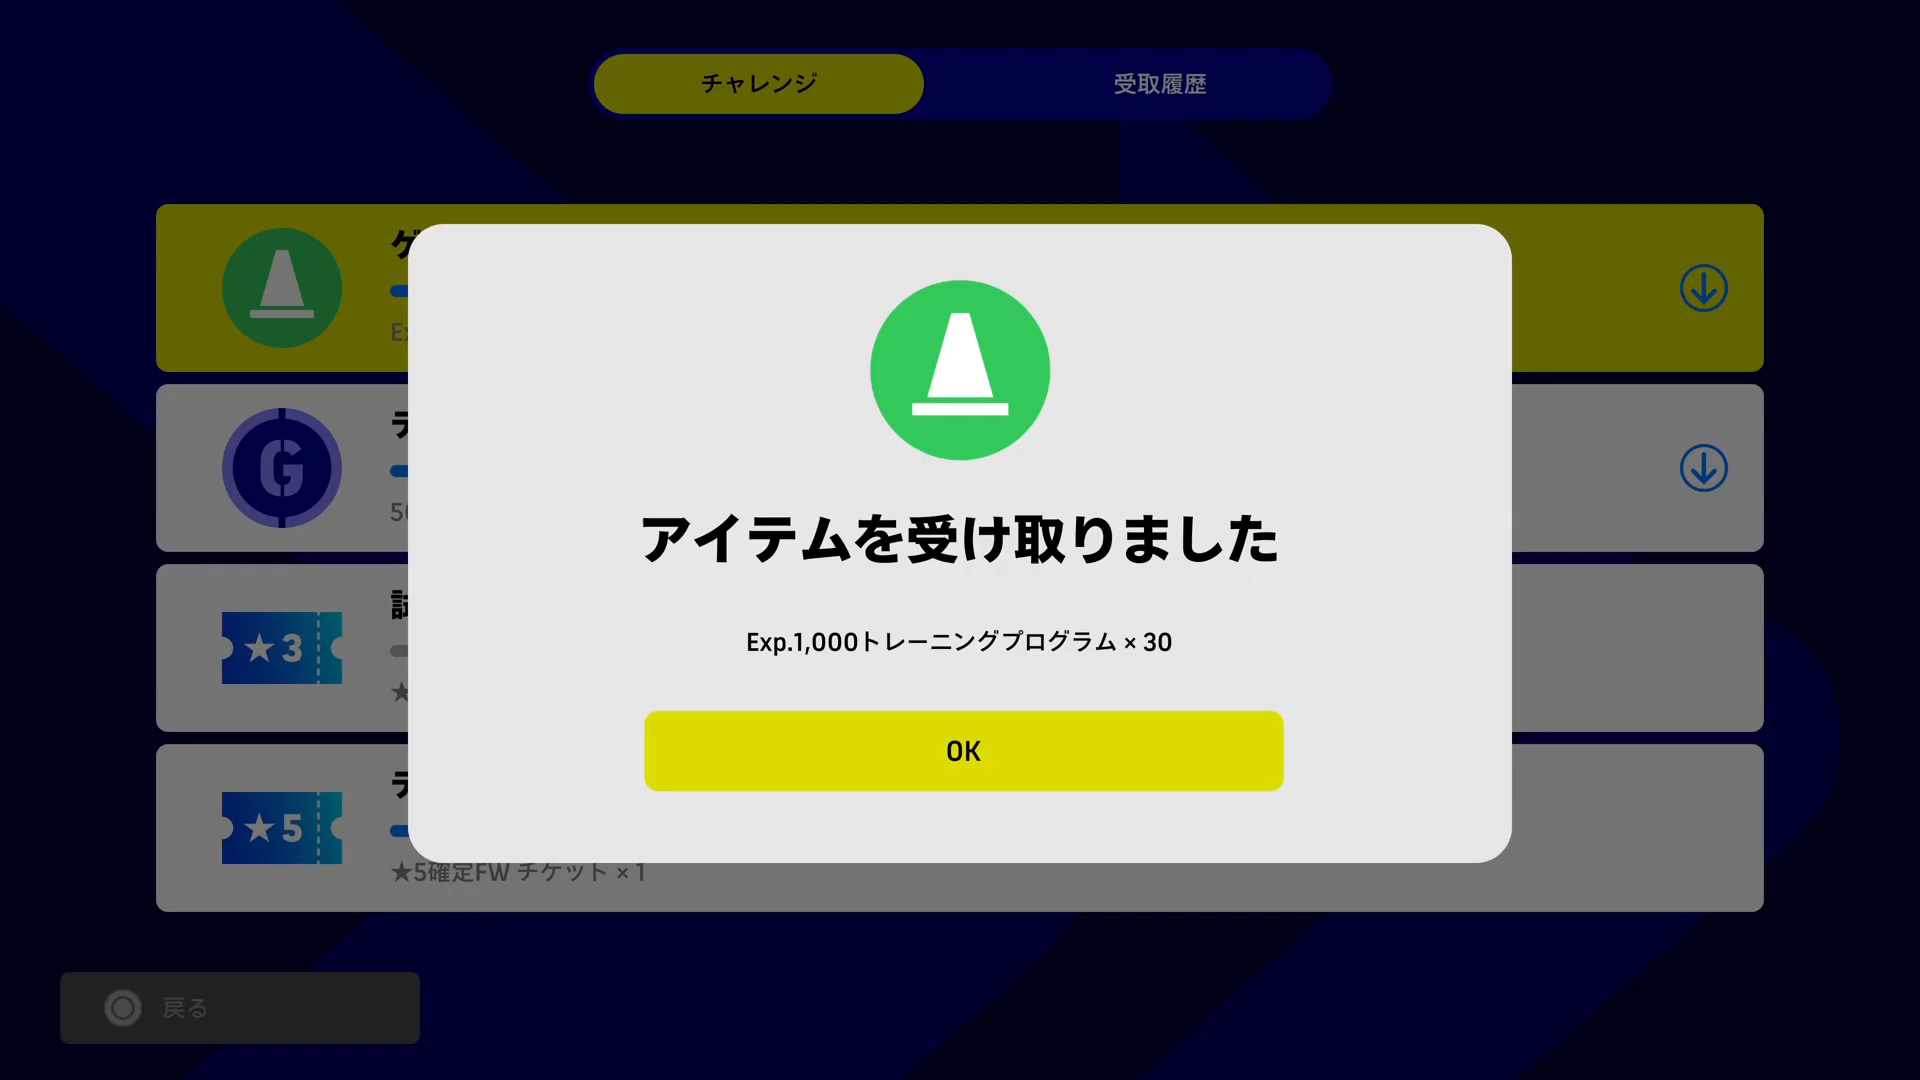 チャレンジ
受取履歴
アイテムを受け取りました
Exp.1,000トレーニングプログラム × 30
OK
★3
★5
G
★5確定FW チケット × 1
戻る